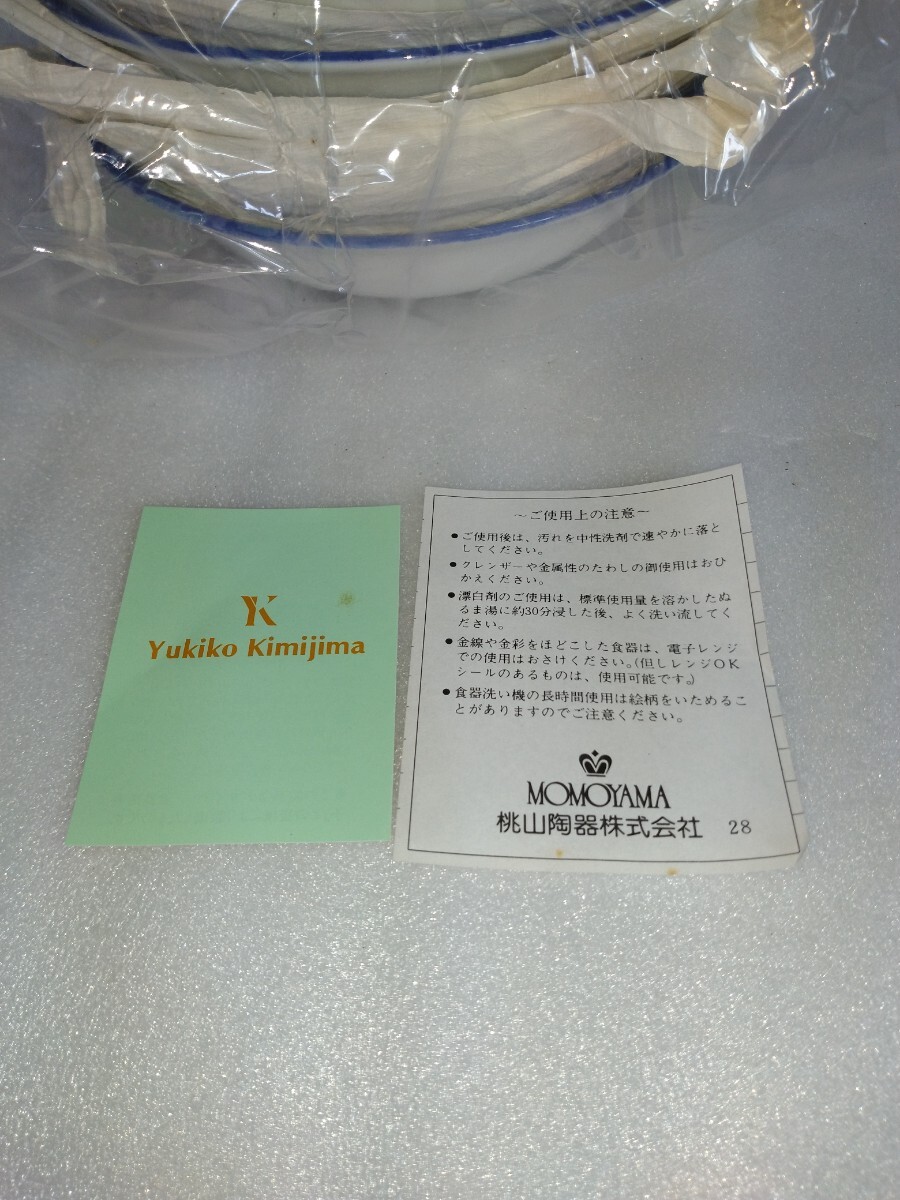 YK
Yukiko Kimijima
～ご使用上の注意～
●ご使用後は、汚れを中性洗剤で速やかに落と
してください。
●クレンザーや金属性のたわしの御使用はおひ
かえください。
●漂白剤のご使用は、標準使用量を溶かしたぬ
るま湯に約30分浸した後、よく洗い流してく
ださい。
●金線や金彩をほどこした食器は、電子レンジ
での使用はおさけください。(但しレンジOK
シールのあるものは、使用可能です。)
●食器洗い機の長時間使用は絵柄をいためるこ
とがありますのでご注意ください。
MOMOYAMA
桃山陶器株式会社 28